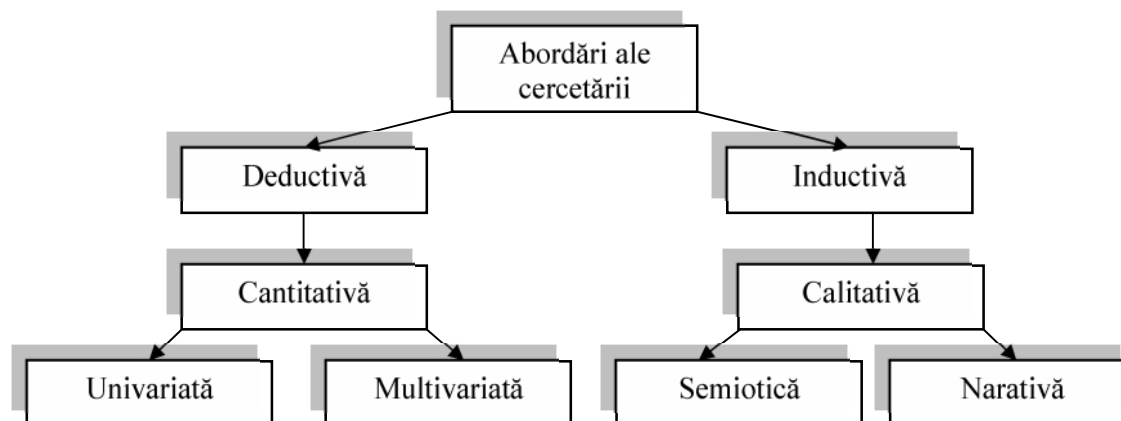 Abordări ale
cercetării
Deductivă
Inductivă
Cantitativă
Calitativă
Univariată
Multivariată
Semiotică
Narativă